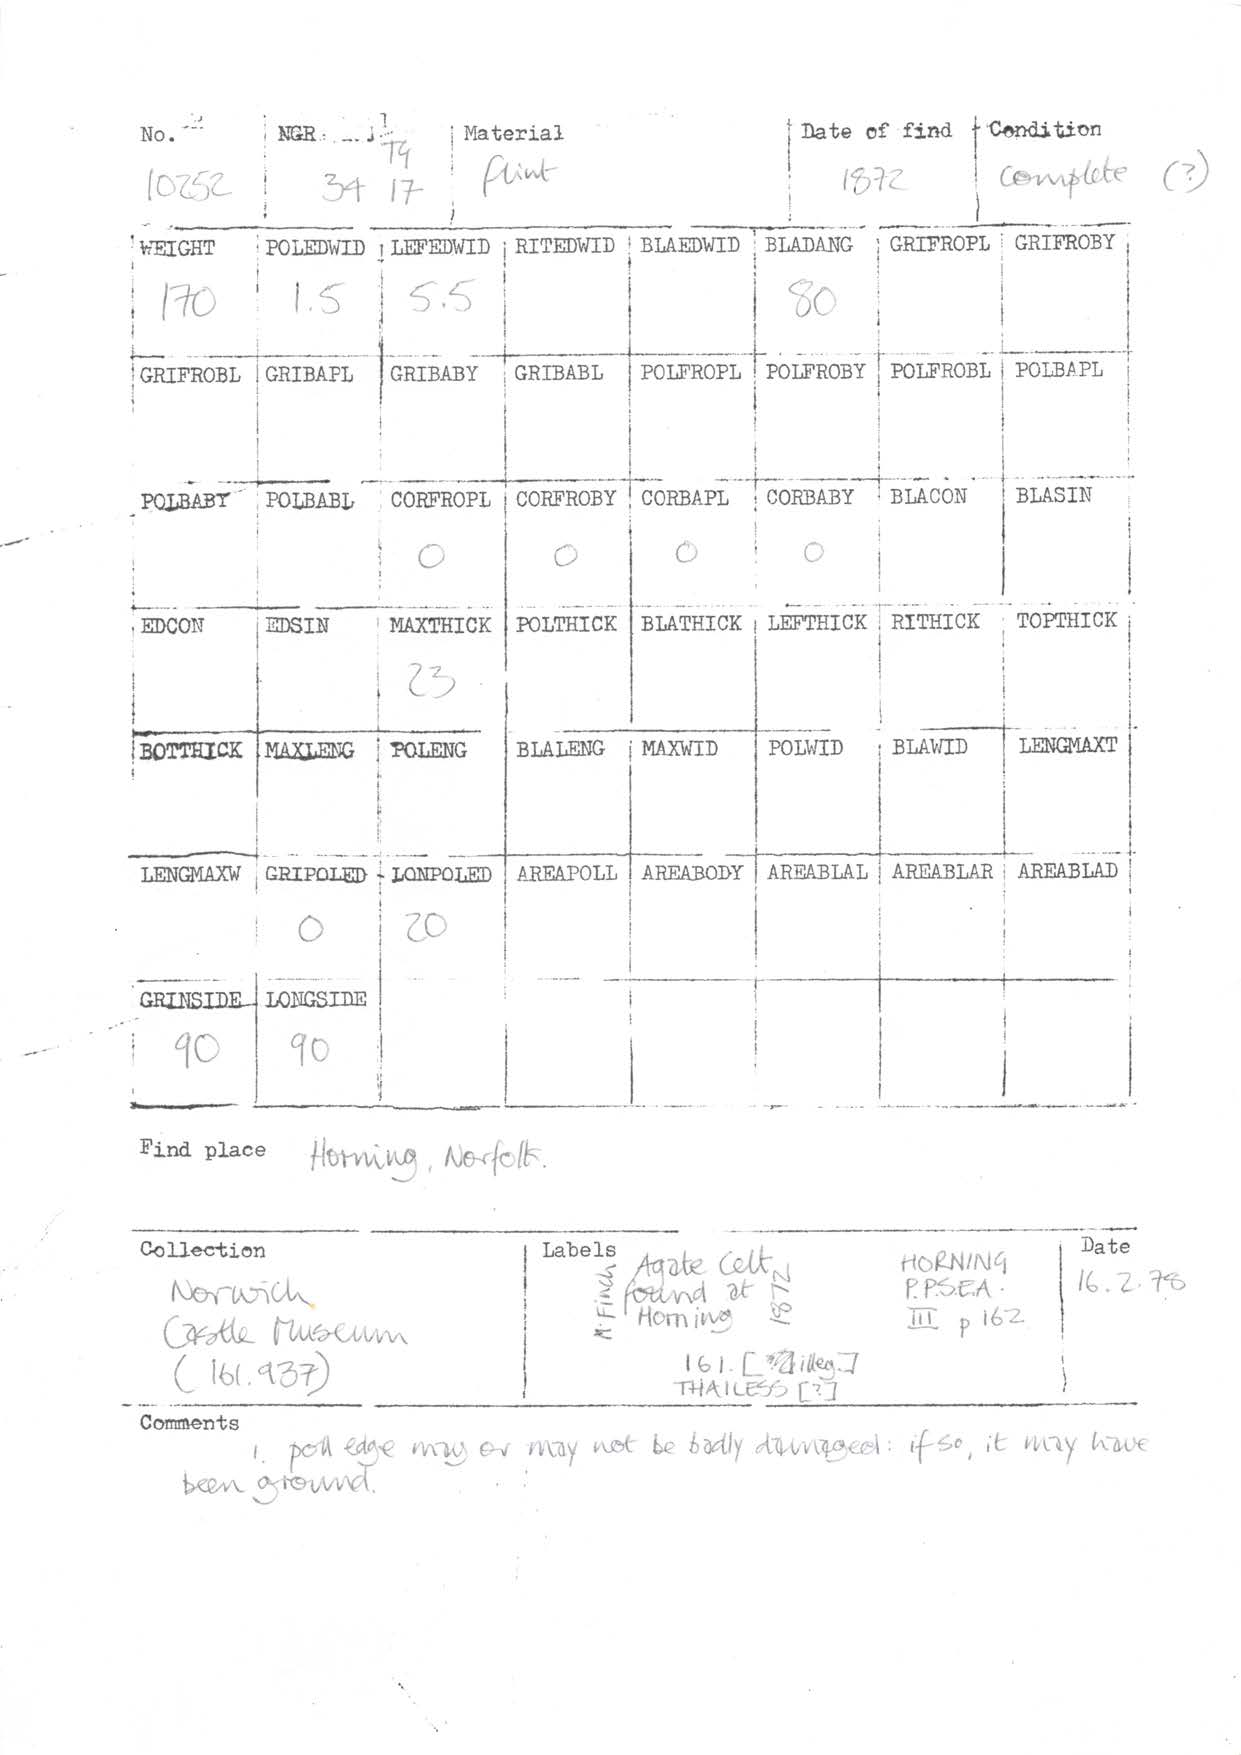 No. NGR Material Date of find Condition
TG
10252 34 17 flint 1872 complete (?)
WEIGHT POLEDWID LEFEDWID RITEDWID BLAEDWID BLADANG GRIFROPL GRIFROBY
170 1.5 5.5 80
GRIFROBL GRIBAPL GRIBABY GRIBABL POLFROPL POLFROBY POLFROBL POLBAPL
POLBABY POLBABL CORFROPL CORFROBY CORBAPL CORBABY BLACON BLASIN
0 0 0 0
EDCON EDSIN MAXTHICK POLTHICK BLATHICK LEFTHICK RITHICK TOPTHICK
23
BOTTHICK MAXLENG POLENG BLALENG MAXWID POLWID BLAWID LENGMAXT
LENGMAXW GRIPOLED LONPOLED AREAPOLL AREABODY AREABLAL AREABLAR AREABLAD
0 20
GRINSIDE LONGSIDE
90 90
Find place Horning, Norfolk.
Collection Labels Date
Norwich
Castle Museum
(161.937)
M. Finch
Agate Celt
found at
Horning
1872
HORNING
P.P.S.E.A.
III p 162
161. [illeg.]
THAILESS [?]
16.2.78
Comments
1. poll edge may or may not be badly damaged: if so, it may have
been ground.